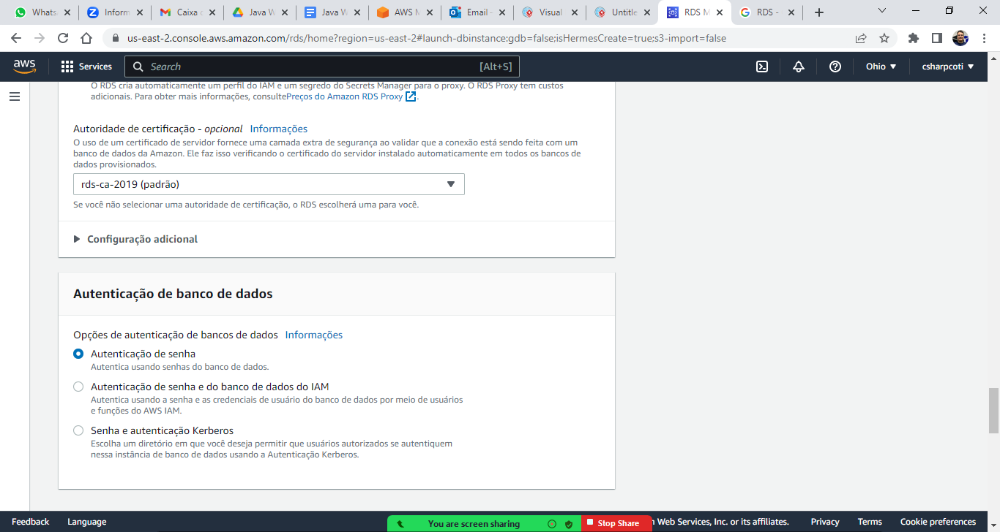 Whats
Inform
Caixa
Java W
Java W
AWS M
Email -
Visual
Untitle
RDS M
RDS -
us-east-2.console.aws.amazon.com/rds/home?region=us-east-2#launch-dbinstance:gdb=false;isHermesCreate=true;s3-import=false
aws
Services
Search
[Alt+S]
Ohio
csharpcoti
O RDS cria automaticamente um perfil do IAM e um segredo do Secrets Manager para o proxy. O RDS Proxy tem custos
adicionais. Para obter mais informações, consultePreços do Amazon RDS Proxy .
Autoridade de certificação - opcional Informações
O uso de um certificado de servidor fornece uma camada extra de segurança ao validar que a conexão está sendo feita com um
banco de dados da Amazon. Ele faz isso verificando o certificado do servidor instalado automaticamente em todos os bancos de
dados provisionados.
rds-ca-2019 (padrão)
Se você não selecionar uma autoridade de certificação, o RDS escolherá uma para você.
Configuração adicional
Autenticação de banco de dados
Opções de autenticação de bancos de dados Informações
Autenticação de senha
Autentica usando senhas do banco de dados.
Autenticação de senha e do banco de dados do IAM
Autentica usando a senha e as credenciais de usuário do banco de dados por meio de usuários
e funções do AWS IAM.
Senha e autenticação Kerberos
Escolha um diretório em que você deseja permitir que usuários autorizados se autentiquem
nessa instância de banco de dados usando a Autenticação Kerberos.
Feedback
Language
You are screen sharing
Stop Share
Web Services, Inc. or its affiliates.
Privacy
Terms
Cookie preferences